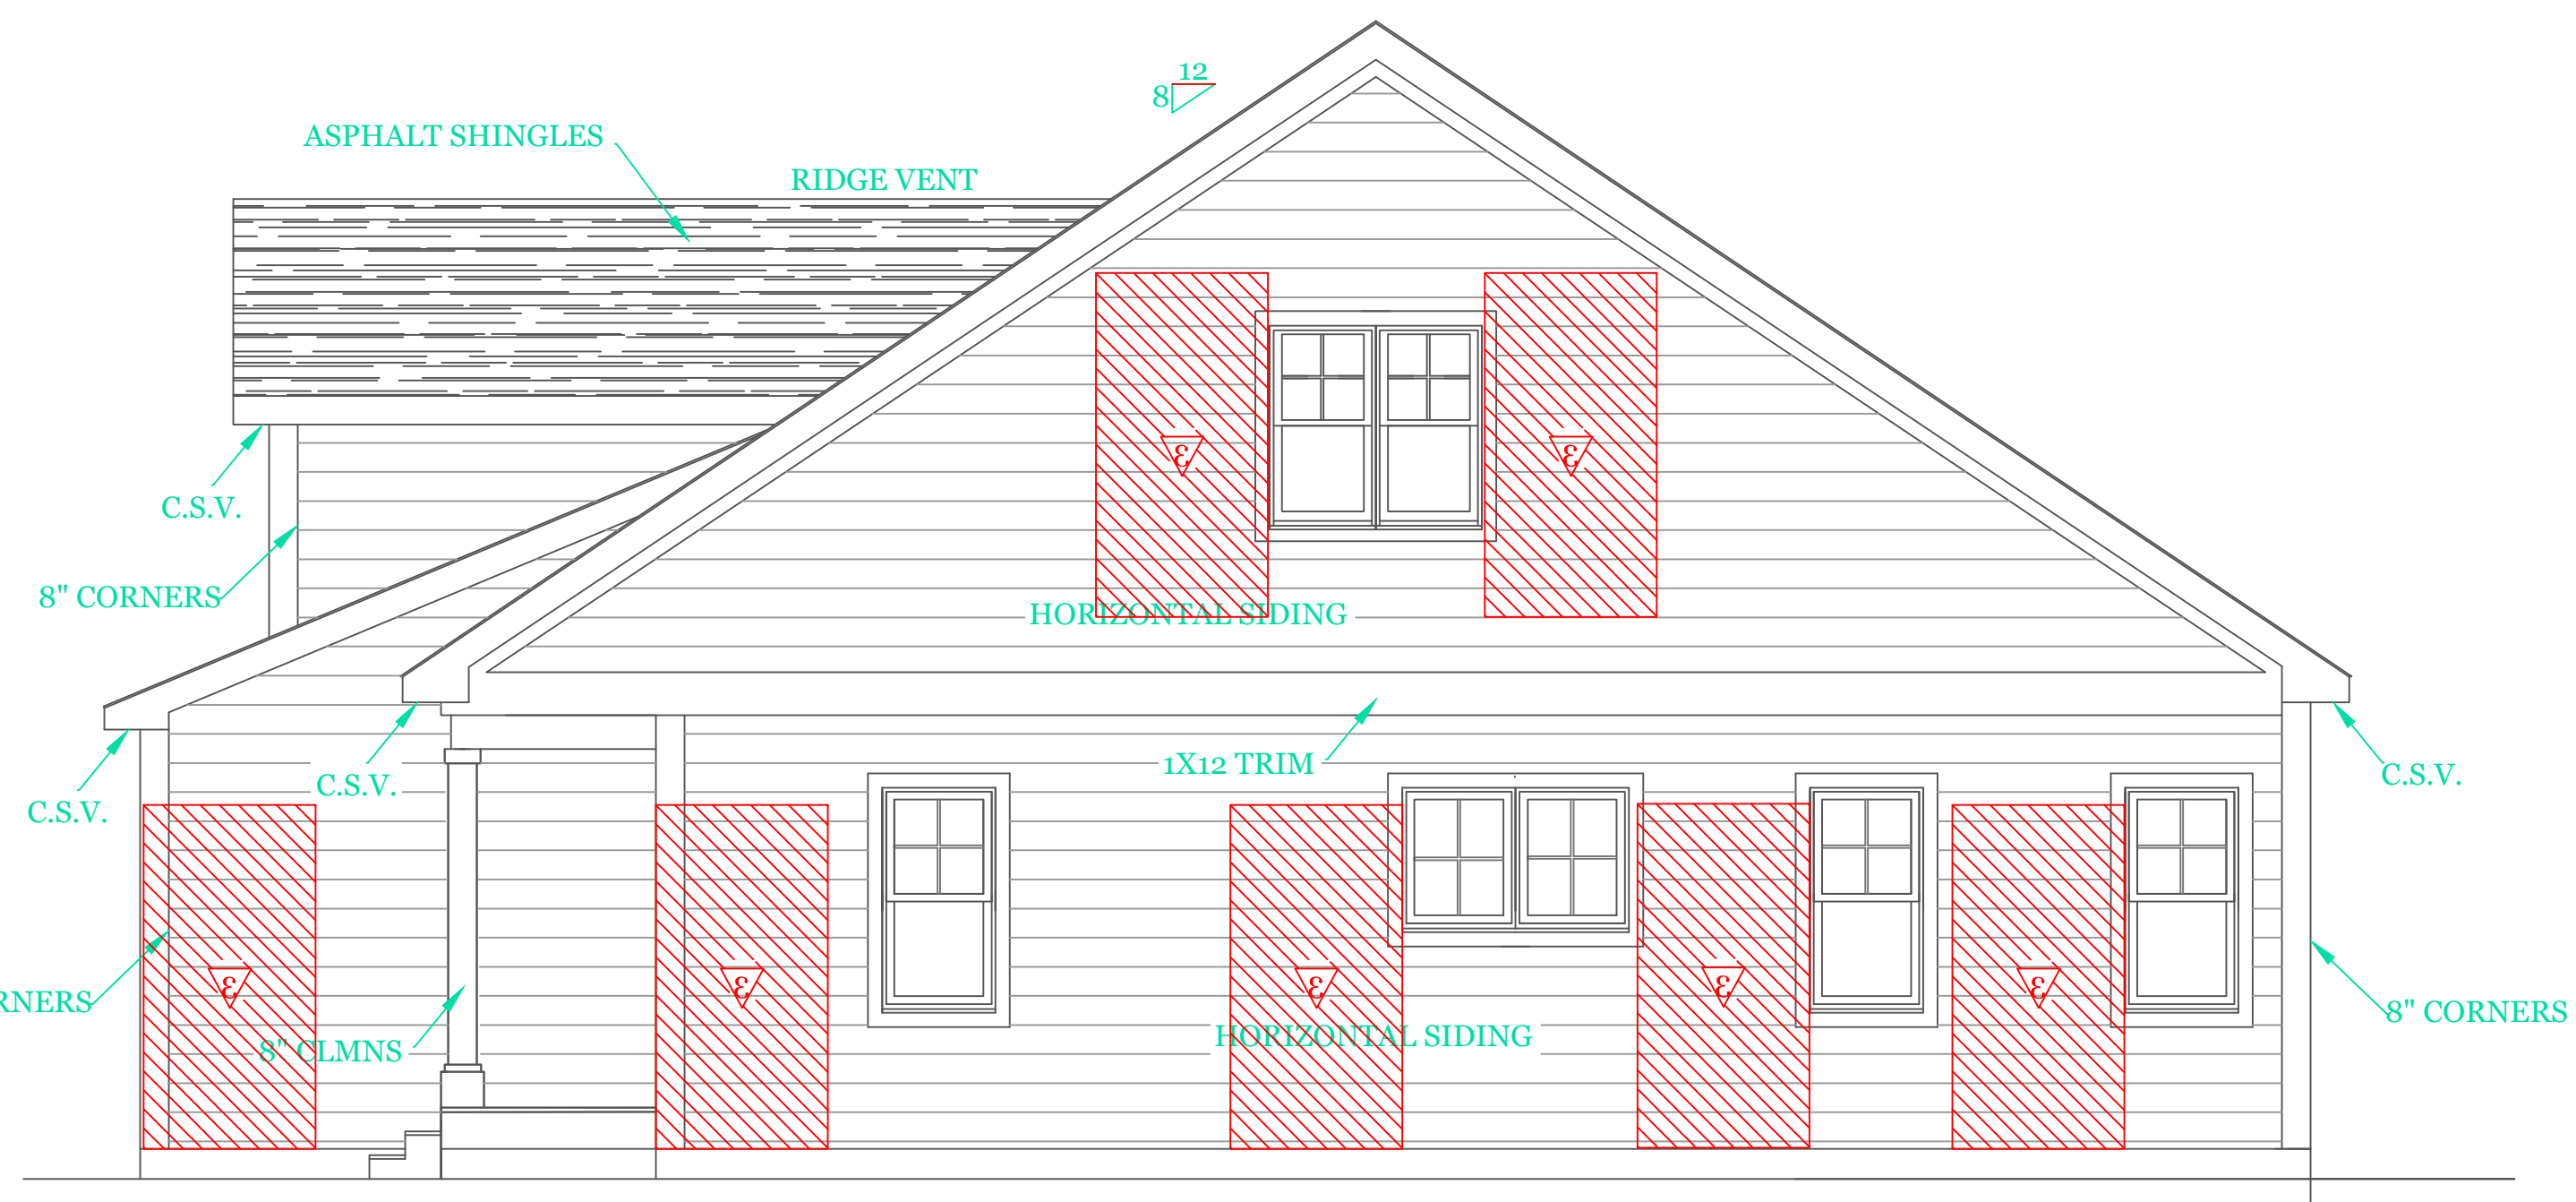 12
8
ASPHALT SHINGLES
RIDGE VENT
ε
ε
C.S.V.
8" CORNERS
HORIZONTAL SIDING
1X12 TRIM
C.S.V.
C.S.V.
C.S.V.
ε
ε
ε
ε
ε
RNERS
8" CORNERS
HORIZONTAL SIDING
8" CLMNS